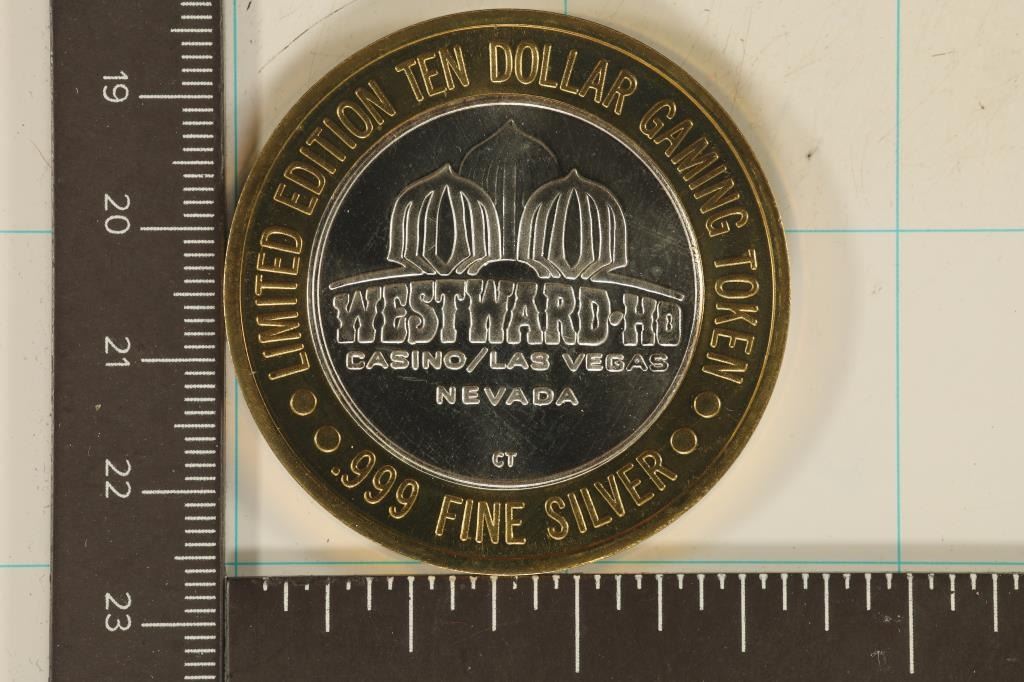 LIMITED EDITION TEN DOLLAR GAMING TOKEN
WESTWARD·HO
CASINO/LAS VEGAS
NEVADA
CT
.999 FINE SILVER
19
20
21
22
23